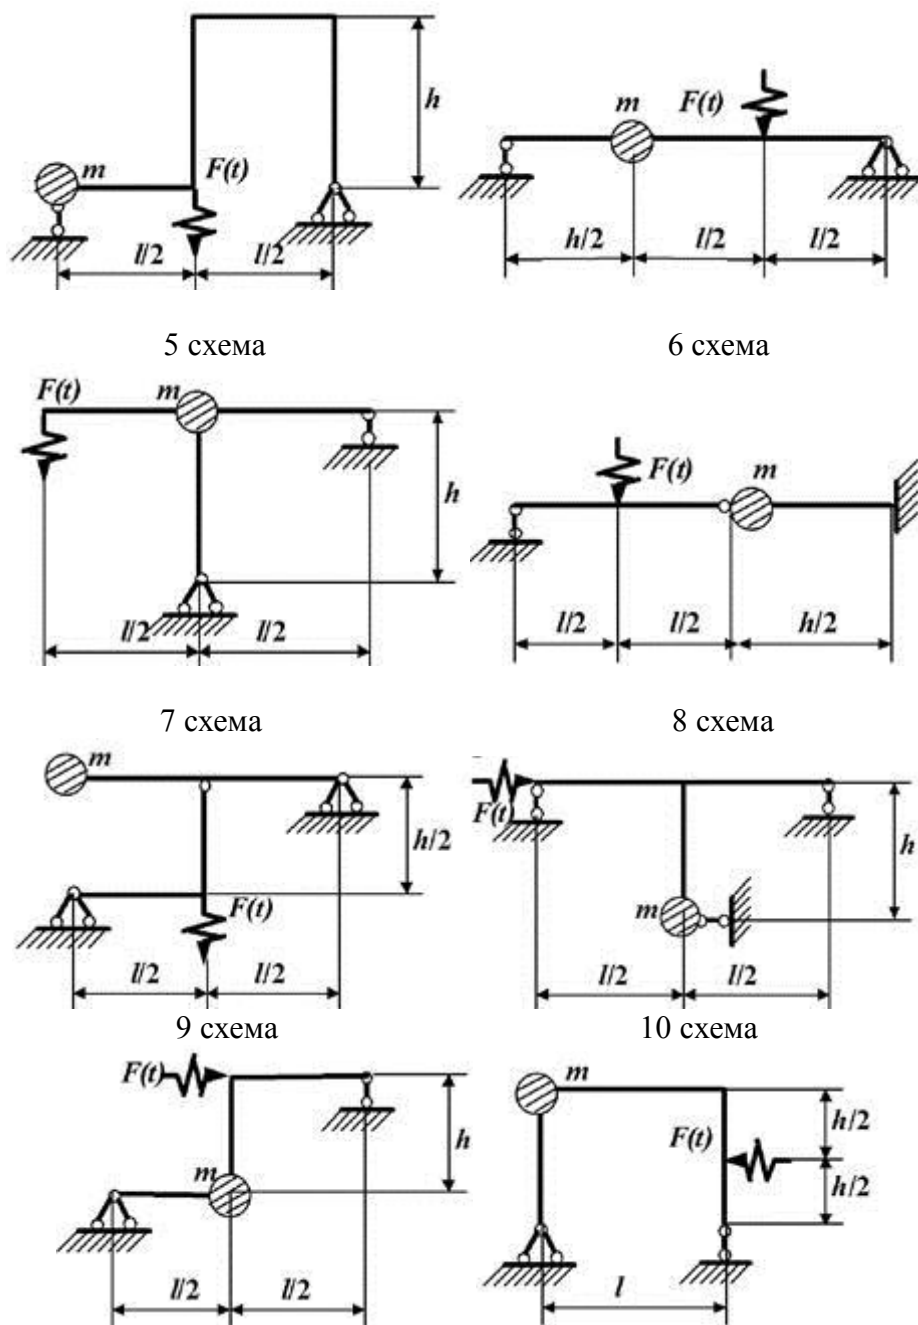 h
m
F(t)
l/2
l/2
m
F(t)
h/2
l/2
l/2
5 схема
6 схема
F(t)
m
h
l/2
l/2
F(t)
m
l/2
l/2
h/2
7 схема
8 схема
m
h/2
F(t)
l/2
l/2
F(t)
h
m
l/2
l/2
9 схема
10 схема
F(t)
h
m
l/2
l/2
m
F(t)
h/2
h/2
l